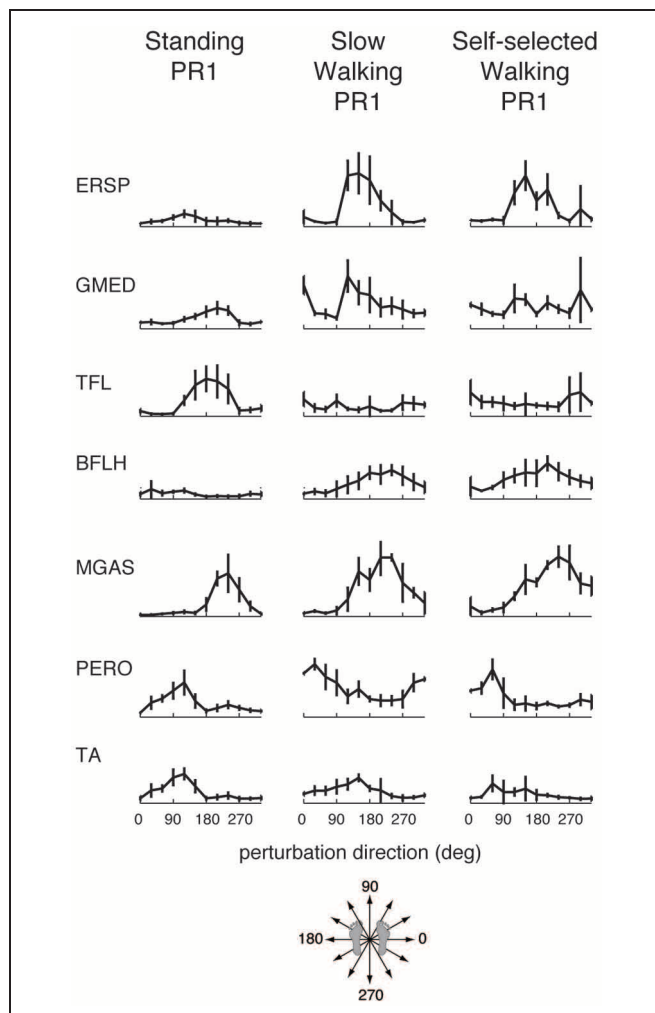 Standing
PR1
Slow
Walking
PR1
Self-selected
Walking
PR1
ERSP
GMED
TFL
BFLH
MGAS
PERO
TA
0 90 180 270
0 90 180 270
0 90 180 270
perturbation direction (deg)
90
180
0
270